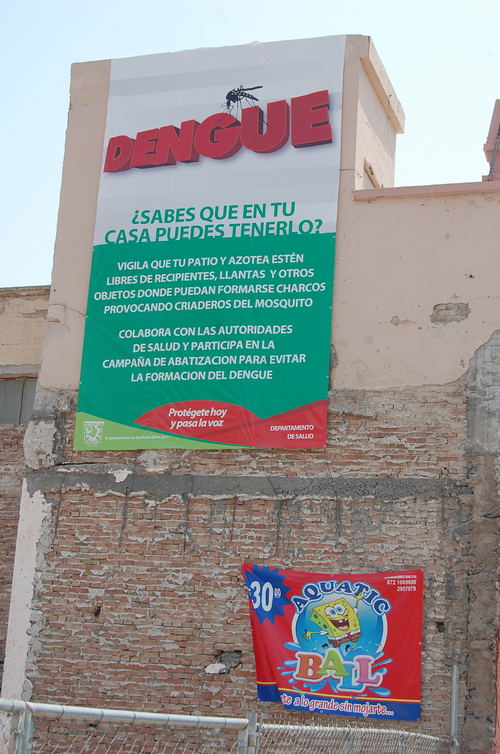 DENGUE
¿SABES QUE EN TU
CASA PUEDES TENERLO?
VIGILA QUE TU PATIO Y AZOTEA ESTÉN
LIBRES DE RECIPIENTES, LLANTAS Y OTROS
OBJETOS DONDE PUEDAN FORMARSE CHARCOS
PROVOCANDO CRIADEROS DEL MOSQUITO
COLABORA CON LAS AUTORIDADES
DE SALUD Y PARTICIPA EN LA
CAMPAÑA DE ABATIZACION PARA EVITAR
LA FORMACION DEL DENGUE
Protégete hoy
y pasa la voz
DEPARTAMENTO
DE SALUD
30
AQUATIC
872 1069690
2957879
BALL
te a lo grande sin mojarte...